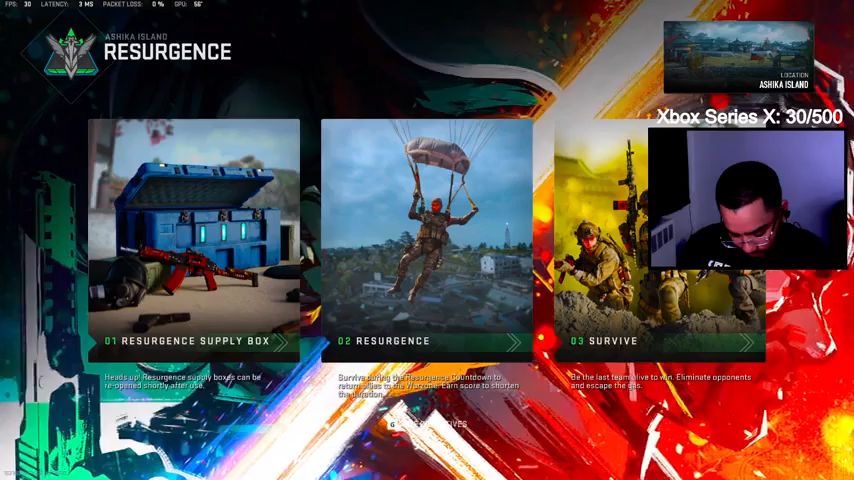 FPS: 30 LATENCY: 3 MS PACKET LOSS: 0 % GPU: 56°
ASHIKA ISLAND
RESURGENCE
LOCATION
ASHIKA ISLAND
Xbox Series X: 30/500
01 RESURGENCE SUPPLY BOX
02 RESURGENCE
03 SURVIVE
Heads up! Resurgence supply boxes can be
re-opened shortly after use.
Survive during the Resurgence Countdown to
return allies to the Warzone. Earn score to shorten
the duration.
Be the last team alive to win. Eliminate opponents
and escape the gas.